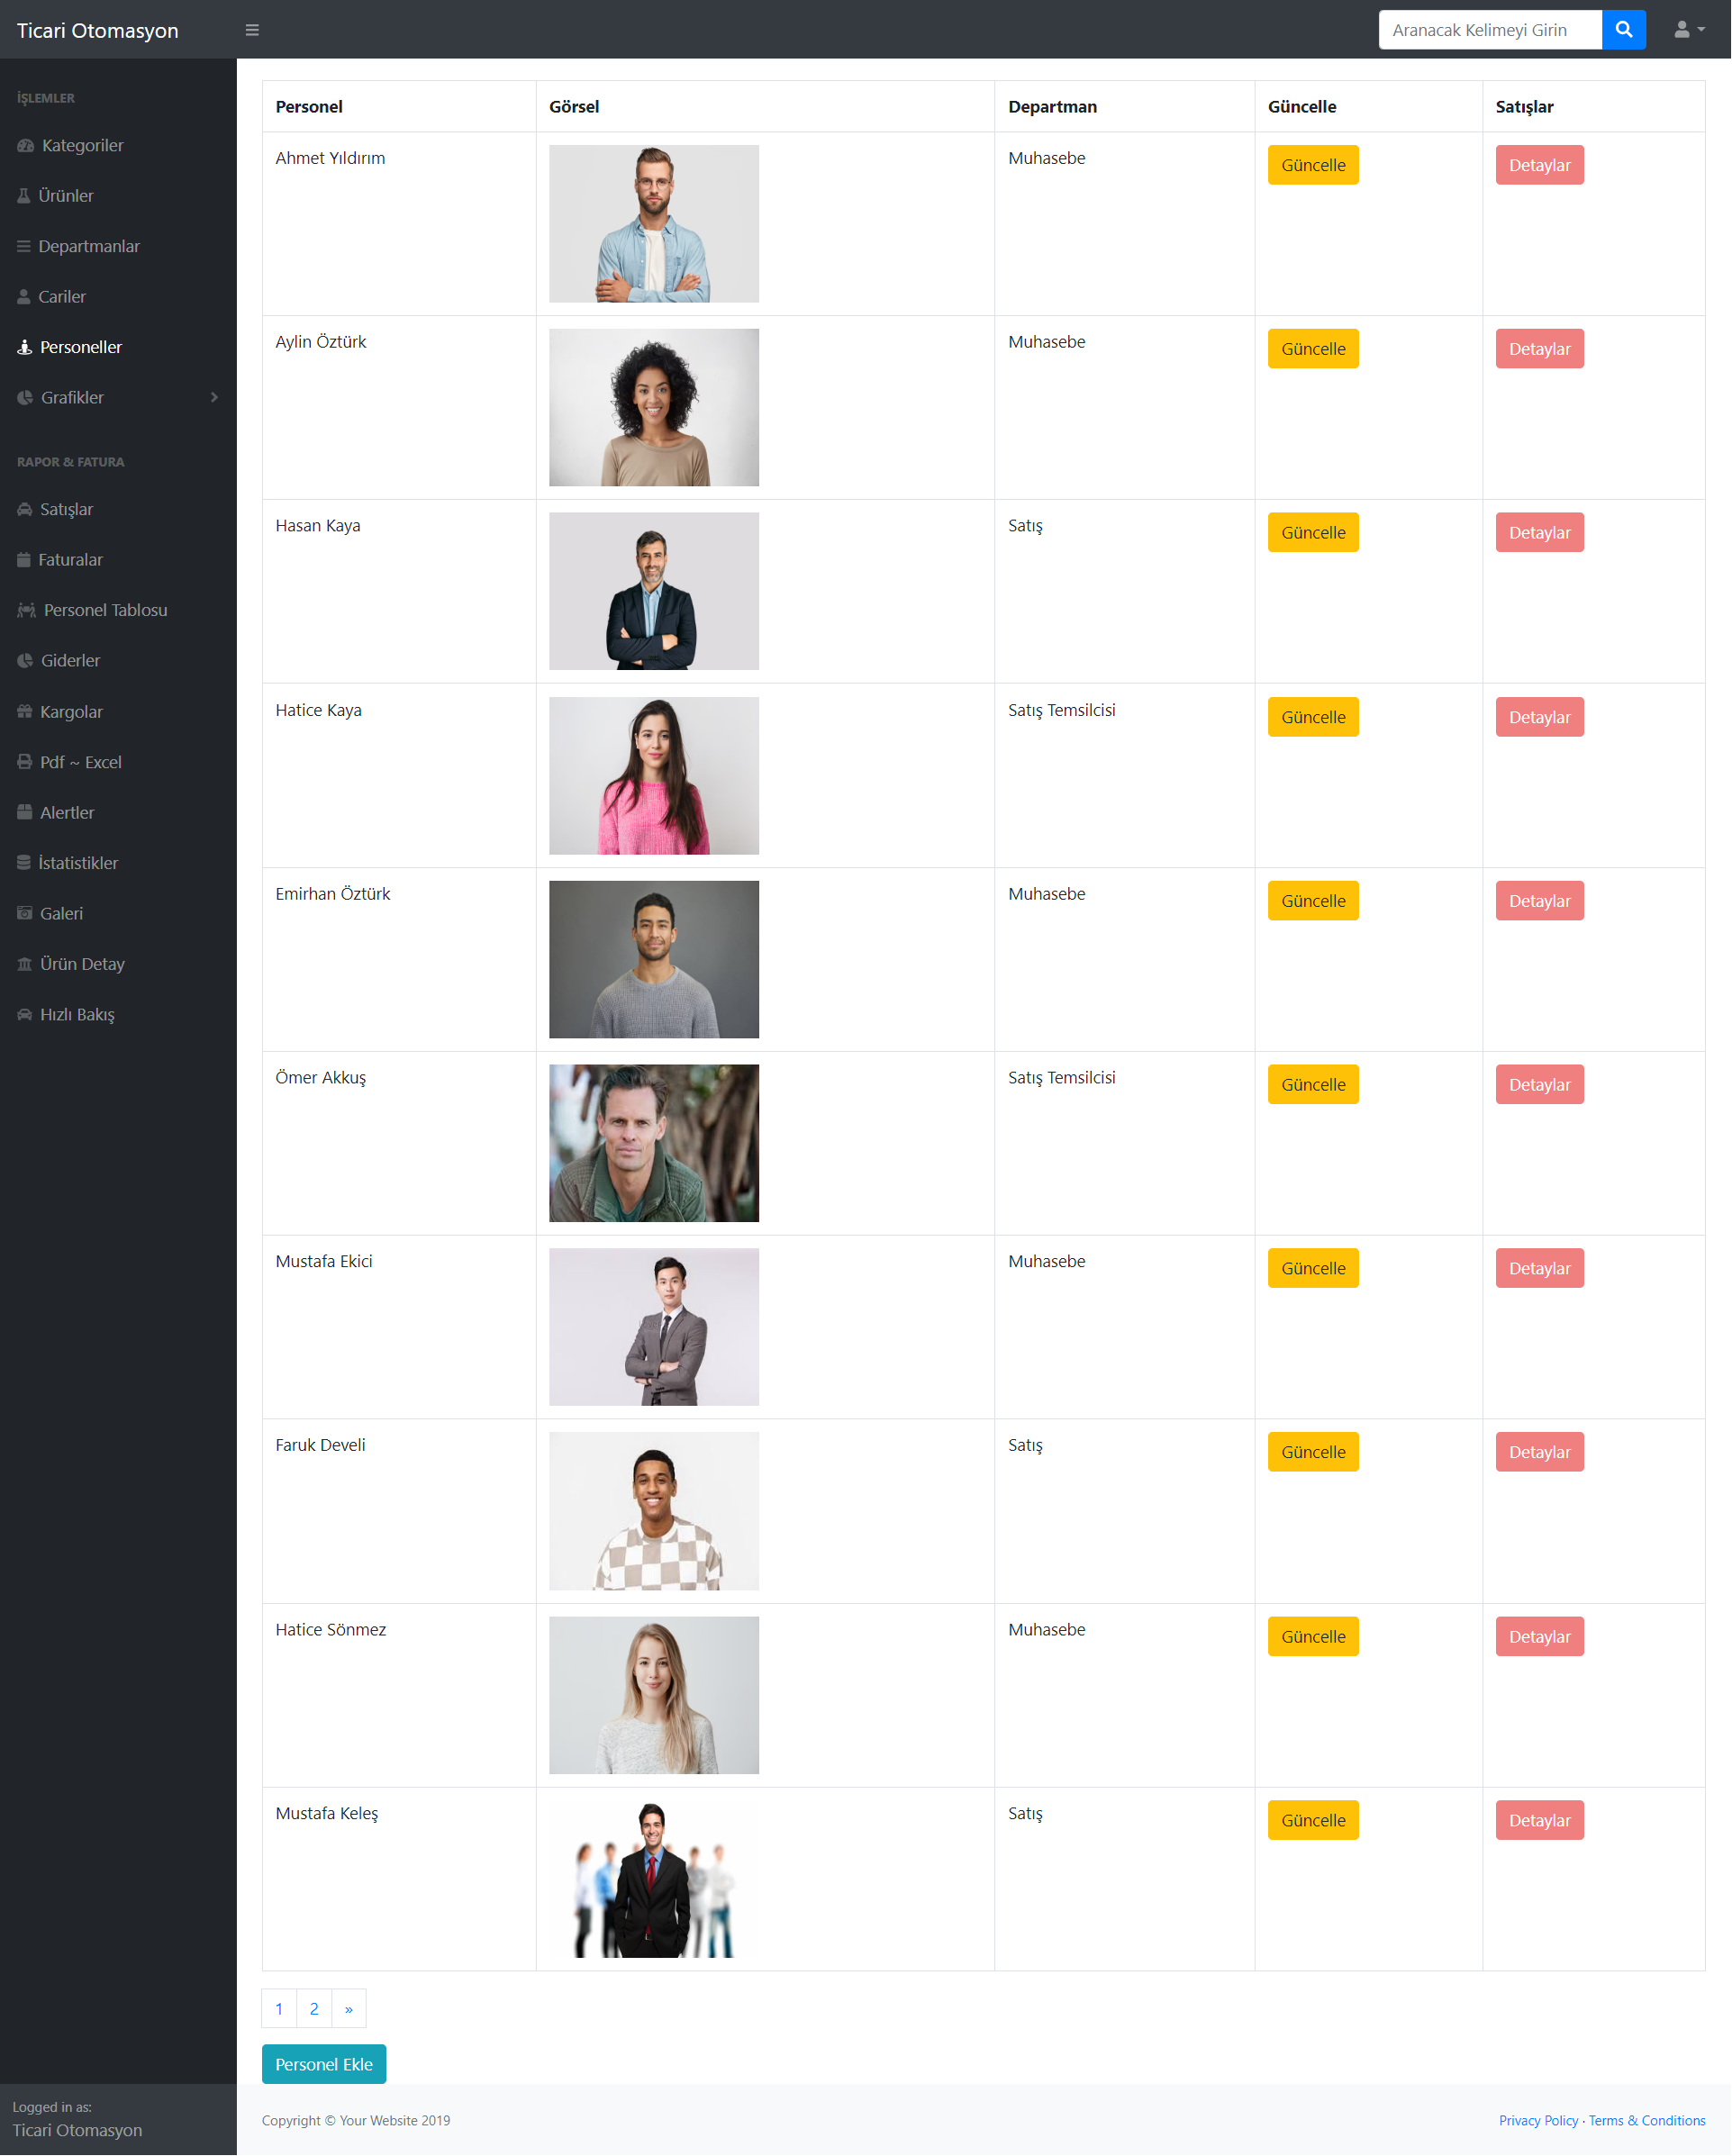 Ticari Otomasyon
Aranacak Kelimeyi Girin
İŞLEMLER
Kategoriler
Ürünler
Departmanlar
Cariler
Personeller
Grafikler
RAPOR & FATURA
Satışlar
Faturalar
Personel Tablosu
Giderler
Kargolar
Pdf ~ Excel
Alertler
İstatistikler
Galeri
Ürün Detay
Hızlı Bakış
Logged in as:
Ticari Otomasyon
Personel Görsel Departman Güncelle Satışlar
Ahmet Yıldırım Muhasebe Güncelle Detaylar
Aylin Öztürk Muhasebe Güncelle Detaylar
Hasan Kaya Satış Güncelle Detaylar
Hatice Kaya Satış Temsilcisi Güncelle Detaylar
Emirhan Öztürk Muhasebe Güncelle Detaylar
Ömer Akkuş Satış Temsilcisi Güncelle Detaylar
Mustafa Ekici Muhasebe Güncelle Detaylar
Faruk Develi Satış Güncelle Detaylar
Hatice Sönmez Muhasebe Güncelle Detaylar
Mustafa Keleş Satış Güncelle Detaylar
1 2 »
Personel Ekle
Copyright © Your Website 2019
Privacy Policy · Terms & Conditions